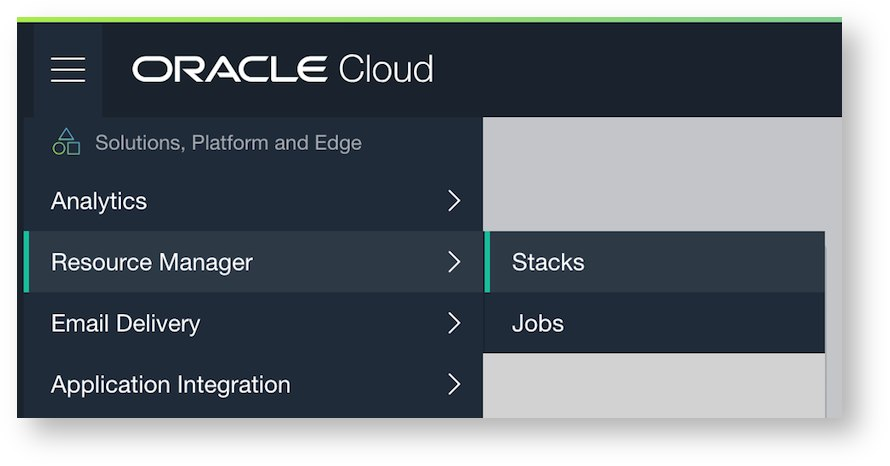 ORACLE Cloud
Solutions, Platform and Edge
Analytics
Resource Manager
Stacks
Email Delivery
Jobs
Application Integration